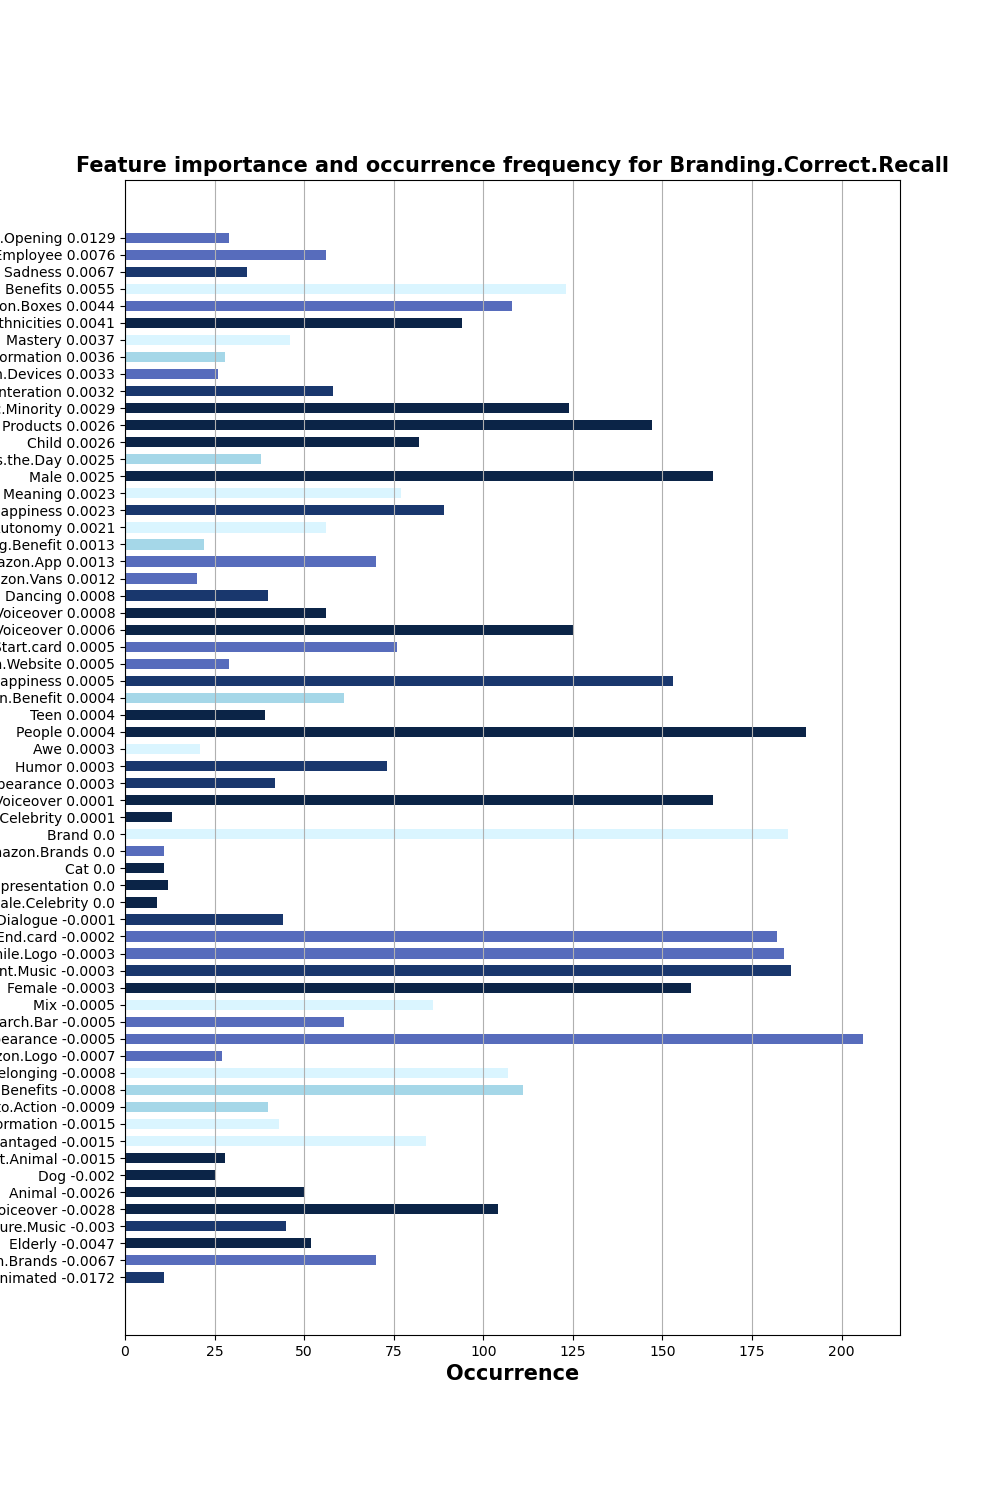 Feature importance and occurrence frequency for Branding.Correct.Recall
.Opening 0.0129
Employee 0.0076
Sadness 0.0067
Benefits 0.0055
on.Boxes 0.0044
thnicities 0.0041
Mastery 0.0037
ormation 0.0036
n.Devices 0.0033
nteration 0.0032
c.Minority 0.0029
Products 0.0026
Child 0.0026
s.the.Day 0.0025
Male 0.0025
Meaning 0.0023
appiness 0.0023
utonomy 0.0021
g.Benefit 0.0013
azon.App 0.0013
zon.Vans 0.0012
Dancing 0.0008
Voiceover 0.0008
Voiceover 0.0006
Start.card 0.0005
n.Website 0.0005
appiness 0.0005
n.Benefit 0.0004
Teen 0.0004
People 0.0004
Awe 0.0003
Humor 0.0003
pearance 0.0003
Voiceover 0.0001
Celebrity 0.0001
Brand 0.0
azon.Brands 0.0
Cat 0.0
presentation 0.0
ale.Celebrity 0.0
Dialogue -0.0001
End.card -0.0002
nile.Logo -0.0003
nt.Music -0.0003
Female -0.0003
Mix -0.0005
arch.Bar -0.0005
earance -0.0005
zon.Logo -0.0007
elonging -0.0008
Benefits -0.0008
to.Action -0.0009
ormation -0.0015
antaged -0.0015
t.Animal -0.0015
Dog -0.002
Animal -0.0026
oiceover -0.0028
ure.Music -0.003
Elderly -0.0047
n.Brands -0.0067
nimated -0.0172
0 25 50 75 100 125 150 175 200
Occurrence